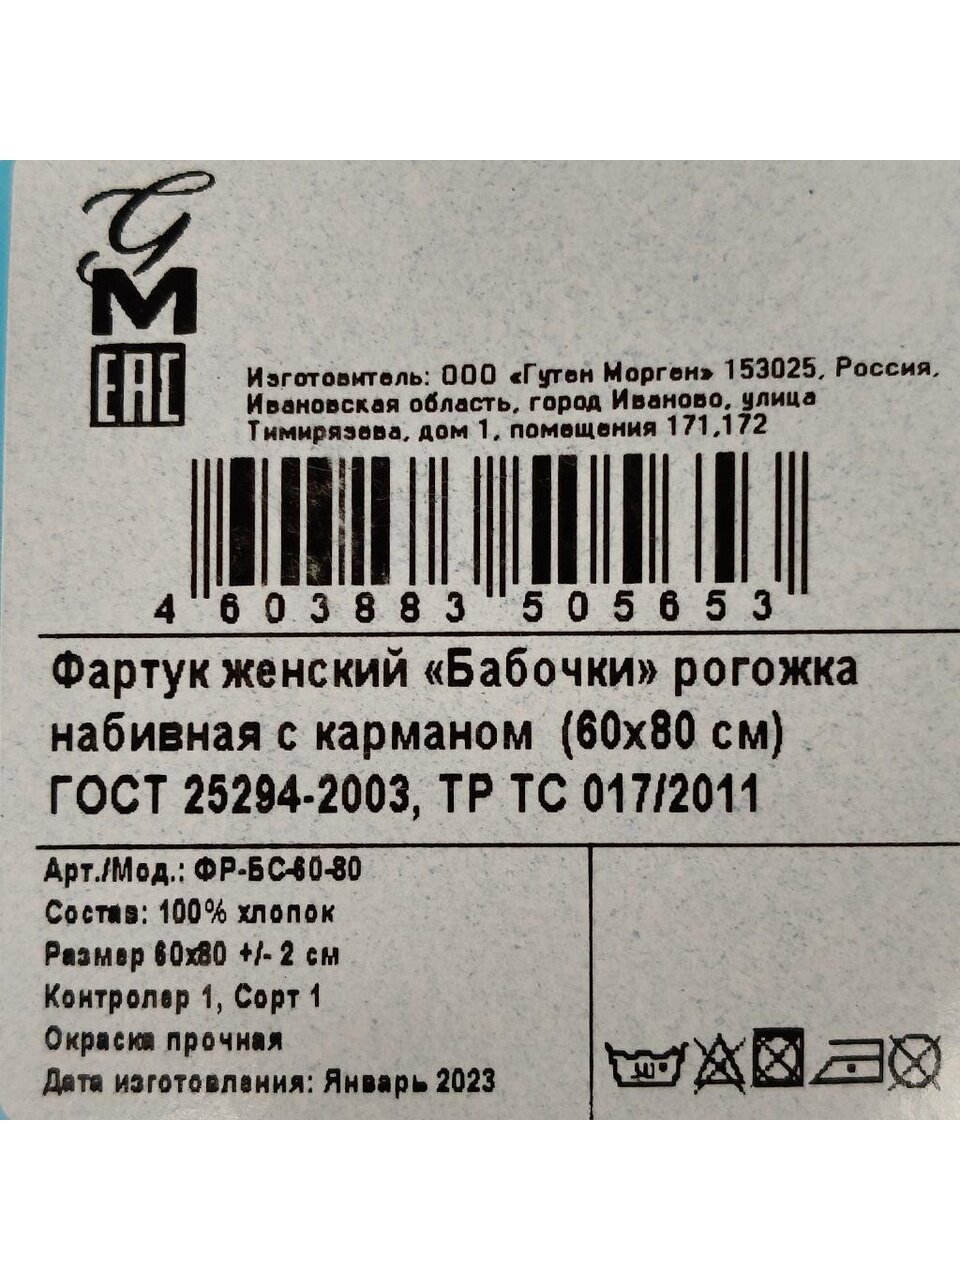 GM
EAC
Изготовитель: ООО «Гутен Морген» 153025, Россия,
Ивановская область, город Иваново, улица
Тимирязева, дом 1, помещения 171,172
4 603883 505653
Фартук женский «Бабочки» рогожка
набивная с карманом (60х80 см)
ГОСТ 25294-2003, ТР ТС 017/2011
Арт./Мод.: ФР-БС-60-80
Состав: 100% хлопок
Размер 60х80 +/- 2 см
Контролер 1, Сорт 1
Окраска прочная
Дата изготовления: Январь 2023